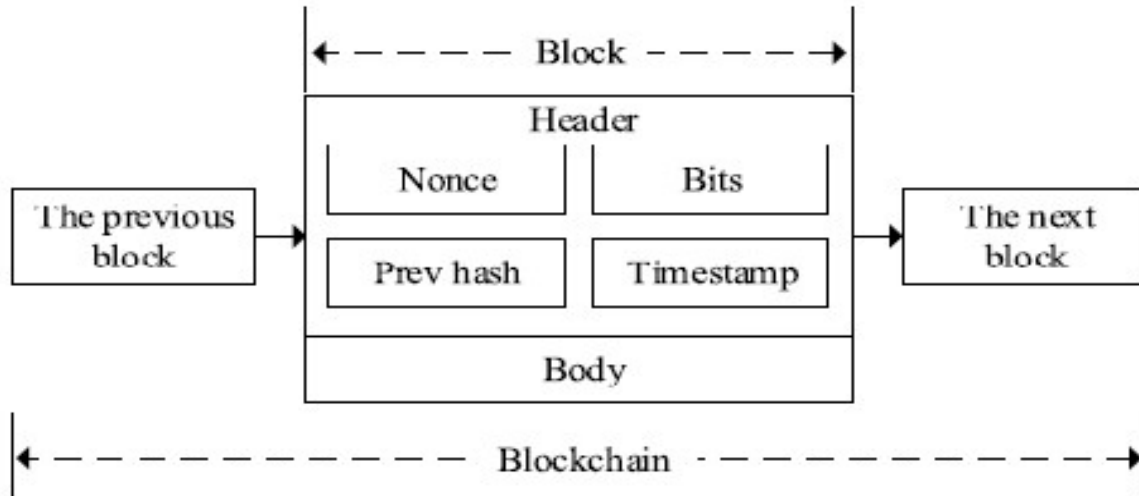 Block
Header
Nonce
Bits
The previous
block
The next
block
Prev hash
Timestamp
Body
Blockchain